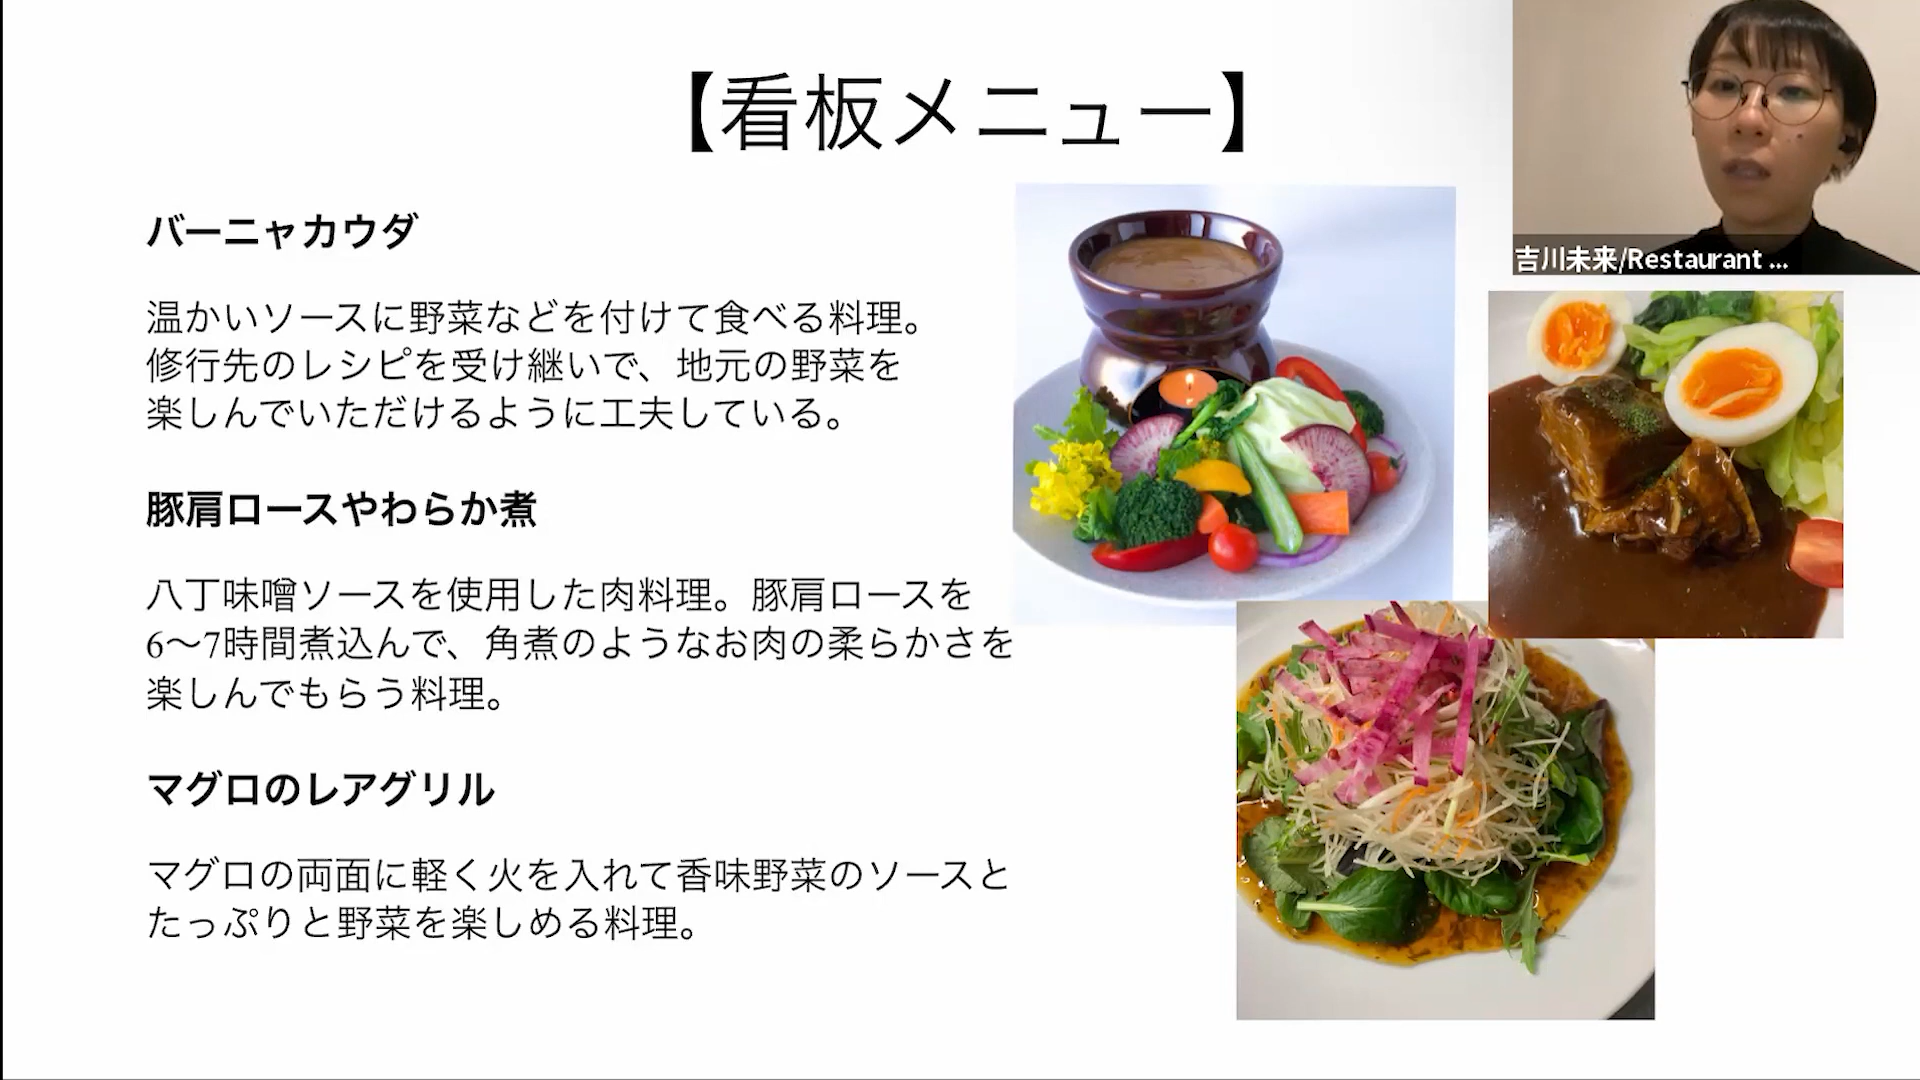 【看板メニュー】
バーニャカウダ
温かいソースに野菜などを付けて食べる料理。
修行先のレシピを受け継いで、地元の野菜を
楽しんでいただけるように工夫している。
豚肩ロースやわらか煮
八丁味噌ソースを使用した肉料理。豚肩ロースを
6〜7時間煮込んで、角煮のようなお肉の柔らかさを
楽しんでもらう料理。
マグロのレアグリル
マグロの両面に軽く火を入れて香味野菜のソースと
たっぷりと野菜を楽しめる料理。
吉川未来/Restaurant ...